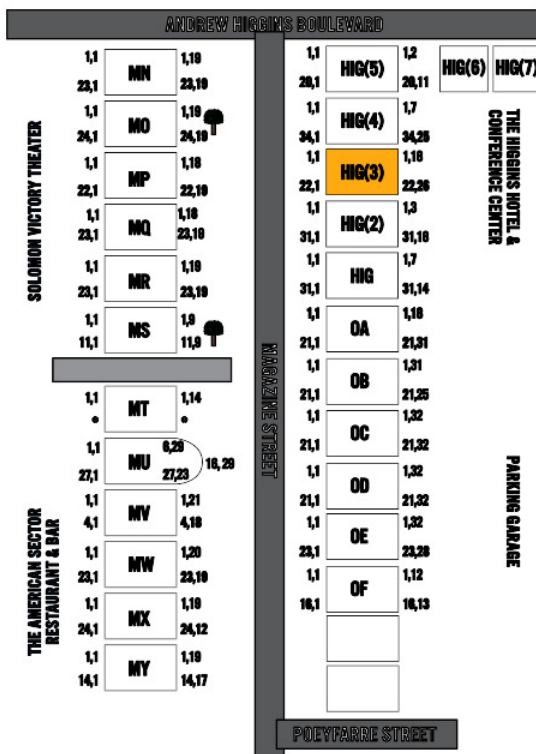 ANDREW HIGGINS BOULEVARD
1,1 MN 1,19
23,1 23,19
1,1 MO 1,19
24,1 24,19
1,1 MP 1,18
22,1 22,19
1,1 MQ 1,18
23,1 23,19
1,1 MR 1,19
23,1 23,19
1,1 MS 1,9
11,1 11,9
SOLOMON VICTORY THEATER
1,1 MT 1,14
1,1 MU 6,29
27,1 27,23 16,29
1,1 MV 1,21
4,1 4,18
1,1 MW 1,20
23,1 23,19
1,1 MX 1,19
24,1 24,12
1,1 MY 1,19
14,1 14,17
THE AMERICAN SECTOR
RESTAURANT & BAR
MAGAZINE STREET
1,1 HIG(5) 1,2 HIG(6) HIG(7)
20,1 20,11
1,1 HIG(4) 1,7
34,1 34,25
1,1 HIG(3) 1,18
22,1 22,26
1,1 HIG(2) 1,3
31,1 31,18
1,1 HIG 1,7
31,1 31,14
1,1 OA 1,18
21,1 21,31
1,1 OB 1,31
21,1 21,25
1,1 OC 1,32
21,1 21,32
1,1 OD 1,32
21,1 21,32
1,1 OE 1,32
23,1 23,28
1,1 OF 1,12
16,1 16,13
THE HIGGINS HOTEL &
CONFERENCE CENTER
PARKING GARAGE
POEYFARRE STREET